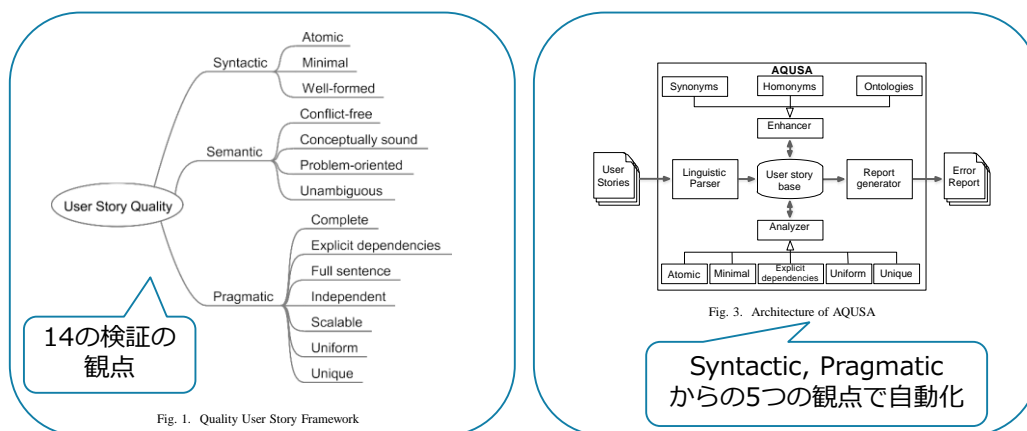 User Story Quality
Syntactic
Atomic
Minimal
Well-formed
Semantic
Conflict-free
Conceptually sound
Problem-oriented
Unambiguous
Pragmatic
Complete
Explicit dependencies
Full sentence
Independent
Scalable
Uniform
Unique
14の検証の
観点
Fig. 1. Quality User Story Framework
AQUSA
Synonyms
Homonyms
Ontologies
Enhancer
User
Stories
Linguistic
Parser
User story
base
Report
generator
Error
Report
Analyzer
Atomic
Minimal
Explicit
dependencies
Uniform
Unique
Fig. 3. Architecture of AQUSA
Syntactic, Pragmatic
からの5つの観点で自動化